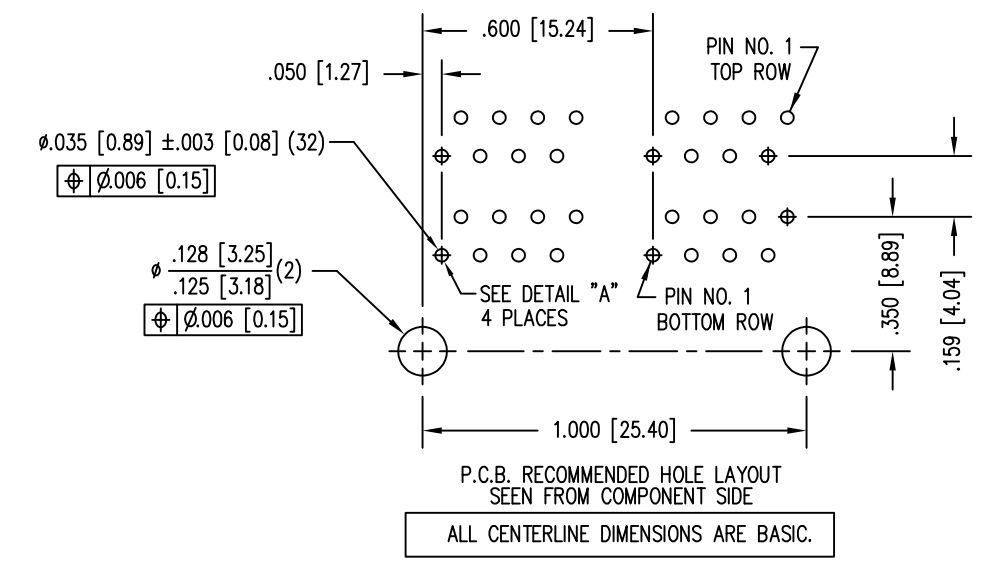 .600 [15.24]
PIN NO. 1
TOP ROW
.050 [1.27]
ø.035 [0.89] ±.003 [0.08] (32)
⌖ Ø.006 [0.15]
ø .128 [3.25]
.125 [3.18] (2)
⌖ Ø.006 [0.15]
SEE DETAIL "A"
4 PLACES
PIN NO. 1
BOTTOM ROW
.350 [8.89]
.159 [4.04]
1.000 [25.40]
P.C.B. RECOMMENDED HOLE LAYOUT
SEEN FROM COMPONENT SIDE
ALL CENTERLINE DIMENSIONS ARE BASIC.